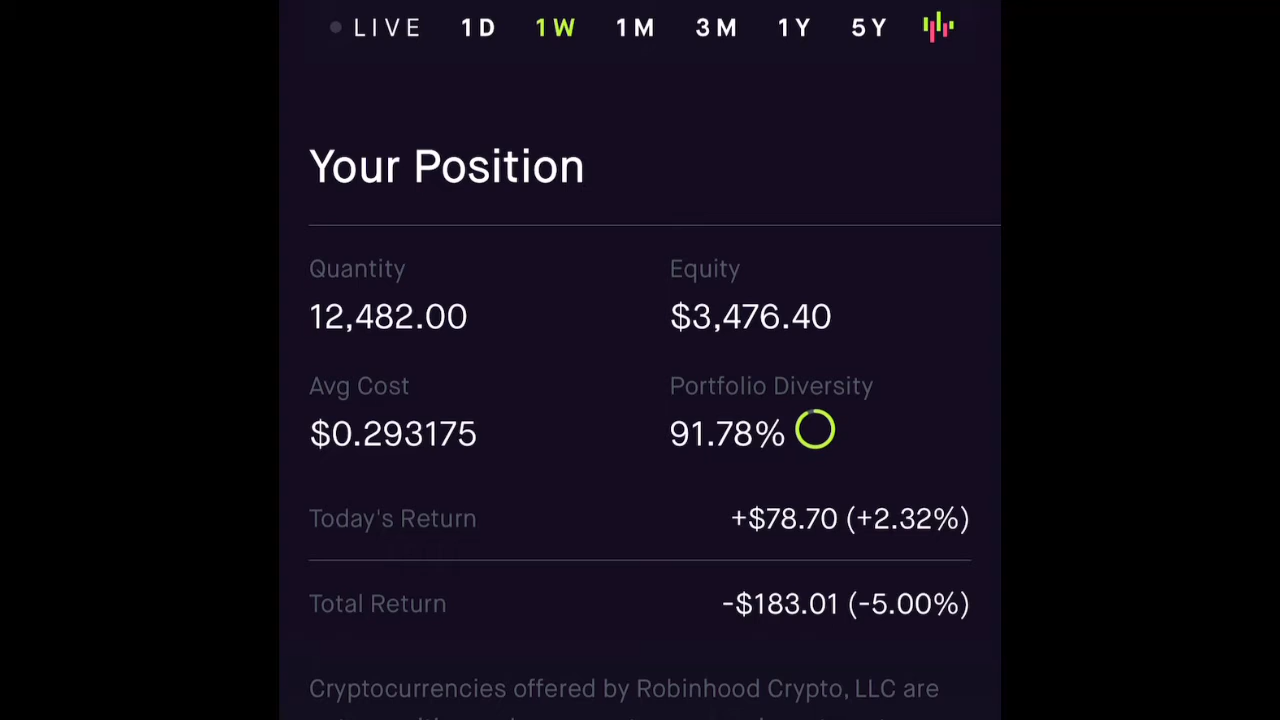 LIVE 1D 1W 1M 3M 1Y 5Y
Your Position
Quantity Equity
12,482.00 $3,476.40
Avg Cost Portfolio Diversity
$0.293175 91.78%
Today's Return +$78.70 (+2.32%)
Total Return -$183.01 (-5.00%)
Cryptocurrencies offered by Robinhood Crypto, LLC are